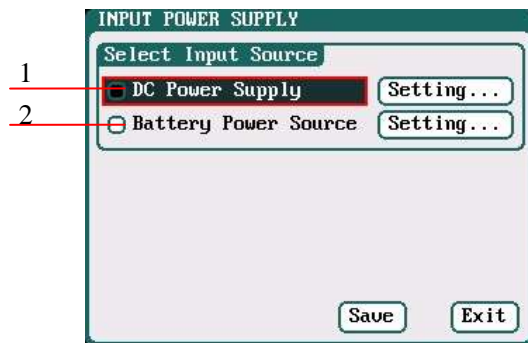 INPUT POWER SUPPLY
Select Input Source
1 DC Power Supply Setting...
2 Battery Power Source Setting...
Save Exit